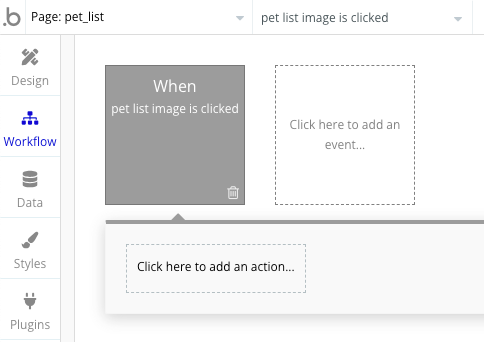 .b Page: pet_list pet list image is clicked
Design
Workflow
Data
Styles
Plugins
When
pet list image is clicked
Click here to add an
event...
Click here to add an action...